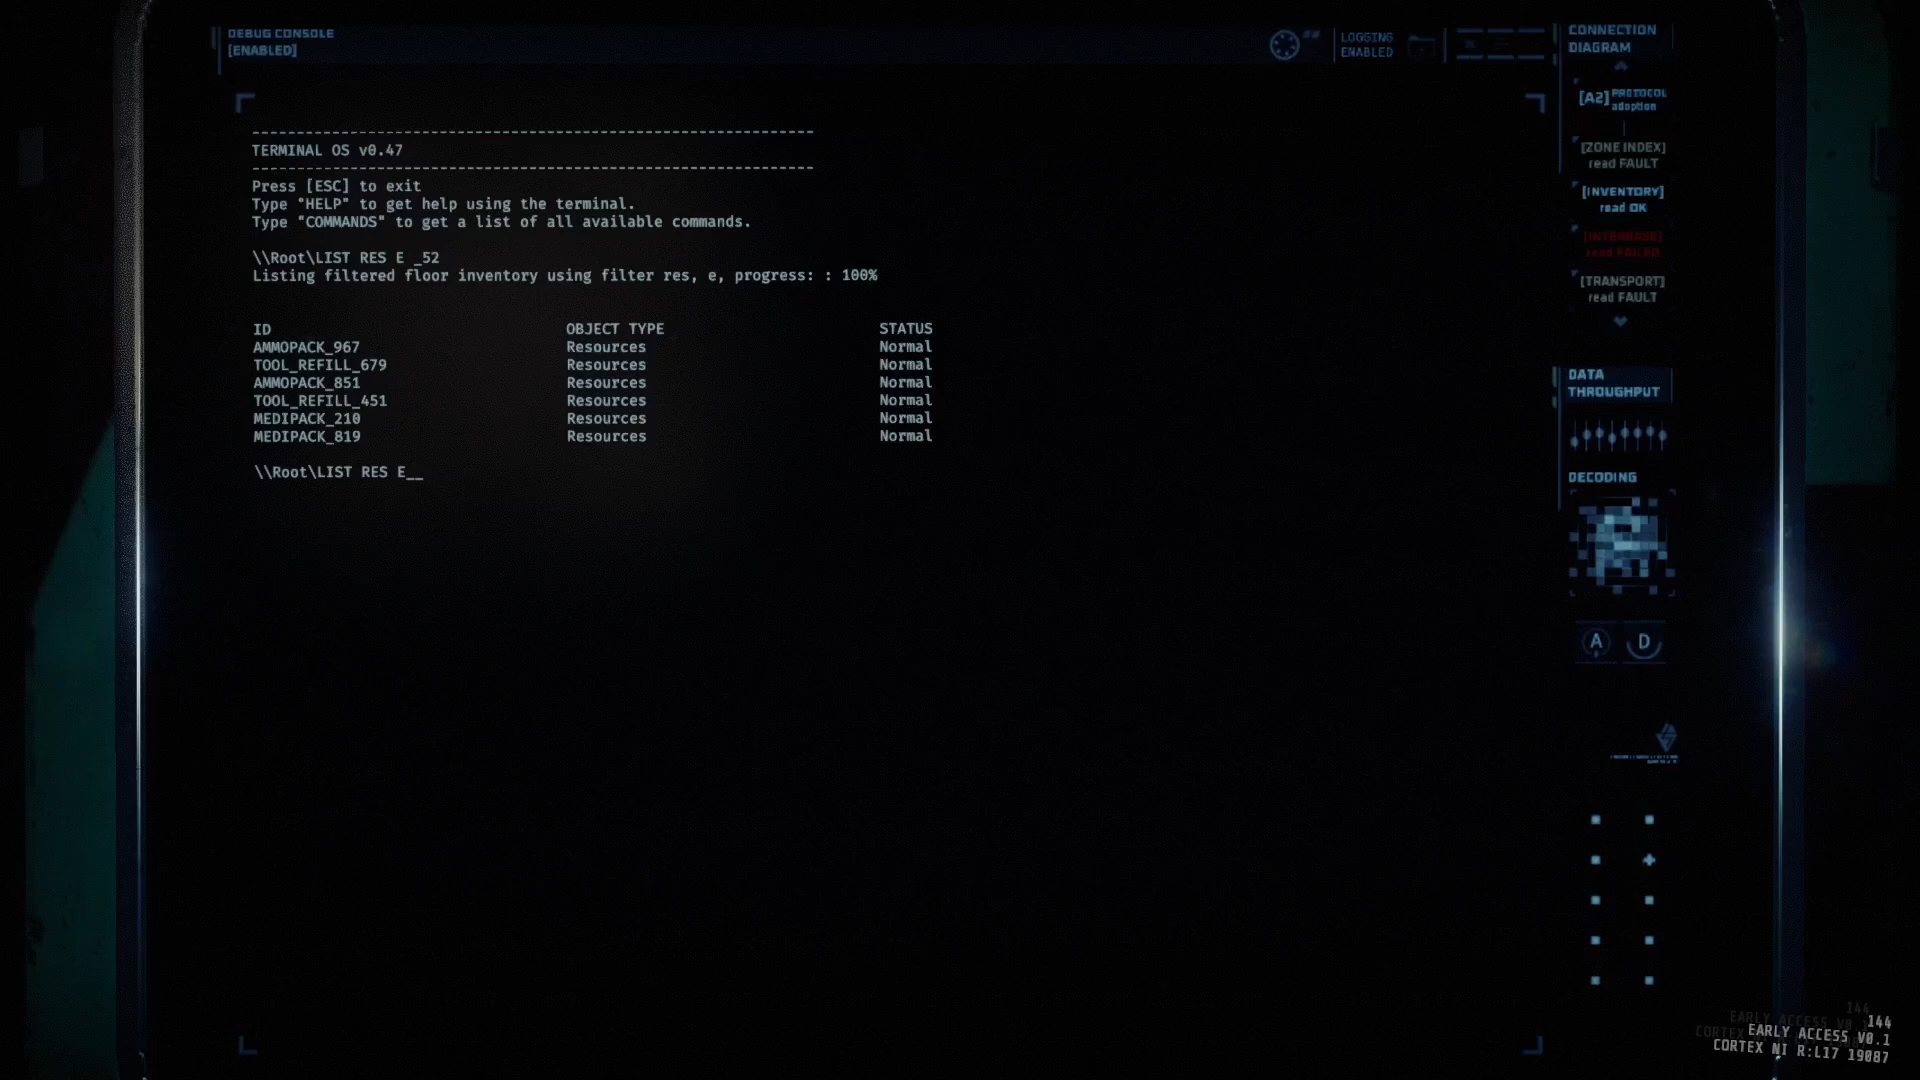 DEBUG CONSOLE
[ENABLED]
LOGGING
ENABLED
---------------------------------------------------------------
TERMINAL OS v0.47
---------------------------------------------------------------
Press [ESC] to exit
Type "HELP" to get help using the terminal.
Type "COMMANDS" to get a list of all available commands.
\\Root\LIST RES E _52
Listing filtered floor inventory using filter res, e, progress: : 100%
ID OBJECT TYPE STATUS
AMMOPACK_967 Resources Normal
TOOL_REFILL_679 Resources Normal
AMMOPACK_851 Resources Normal
TOOL_REFILL_451 Resources Normal
MEDIPACK_210 Resources Normal
MEDIPACK_819 Resources Normal
\\Root\LIST RES E__
CONNECTION
DIAGRAM
[A2] PROTOCOL
adoption
[ZONE INDEX]
read FAULT
[INVENTORY]
read OK
read FAILED
[TRANSPORT]
read FAULT
DATA
THROUGHPUT
DECODING
A D
144
EARLY ACCESS V0.1
CORTEX NI R:L17 19087